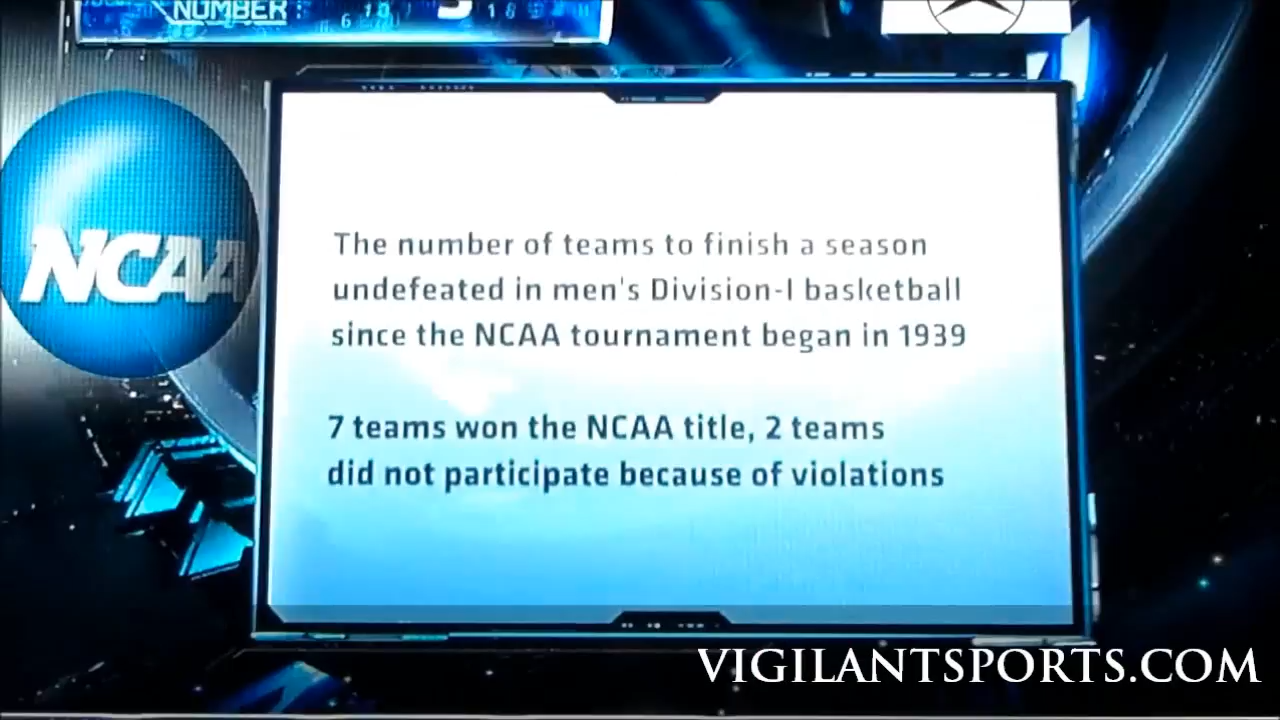 NUMBER:
NCAA
The number of teams to finish a season
undefeated in men's Division-I basketball
since the NCAA tournament began in 1939
7 teams won the NCAA title, 2 teams
did not participate because of violations
VIGILANTSPORTS.COM